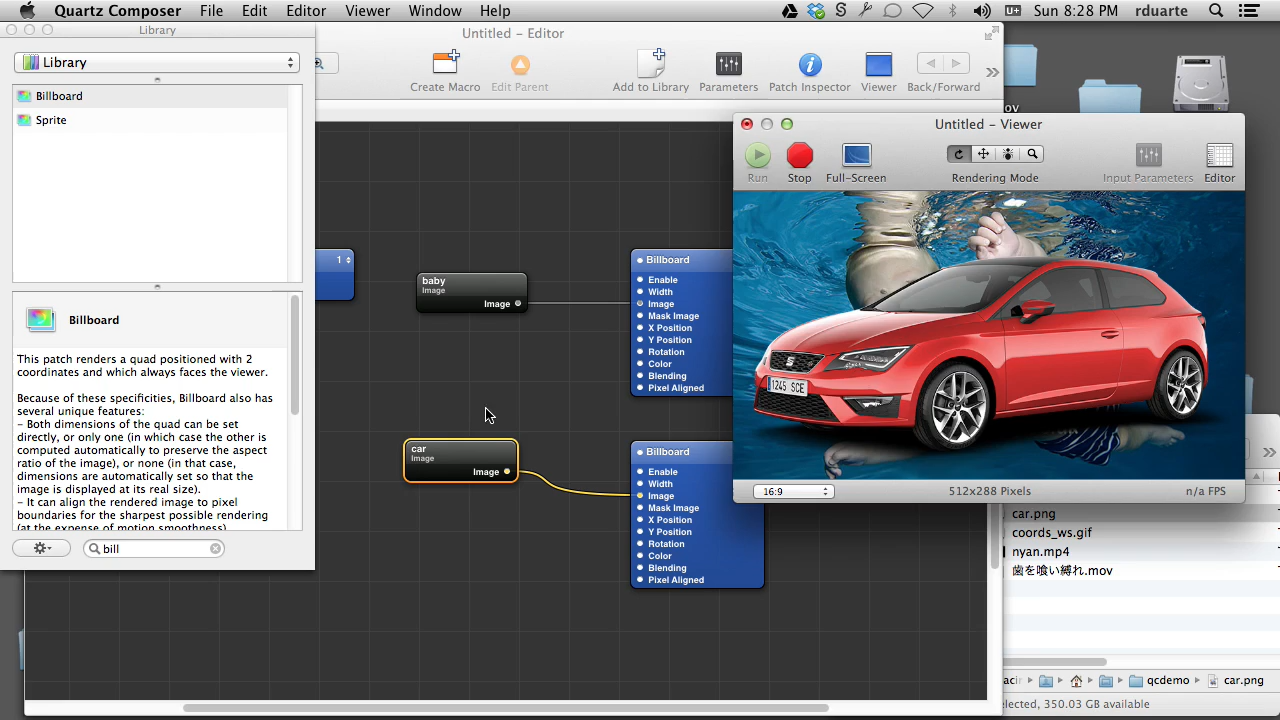 Quartz Composer File Edit Editor Viewer Window Help
Sun 8:28 PM rduarte
Library
Library
Billboard
Sprite
Billboard
This patch renders a quad positioned with 2
coordinates and which always faces the viewer.
Because of these specificities, Billboard also has
several unique features:
- Both dimensions of the quad can be set
directly, or only one (in which case the other is
computed automatically to preserve the aspect
ratio of the image), or none (in that case,
dimensions are automatically set so that the
image is displayed at its real size).
- It can align the rendered image to pixel
boundaries for the sharpest possible rendering
(at the expense of motion smoothness)
bill
Untitled - Editor
Create Macro
Edit Parent
Add to Library
Parameters
Patch Inspector
Viewer
Back/Forward
1
baby
Image
Image
car
Image
Image
Billboard
Enable
Width
Image
Mask Image
X Position
Y Position
Rotation
Color
Blending
Pixel Aligned
Billboard
Enable
Width
Image
Mask Image
X Position
Y Position
Rotation
Color
Blending
Pixel Aligned
ov
Untitled - Viewer
Run
Stop
Full-Screen
Rendering Mode
Input Parameters
Editor
1245 SCE
16:9
512x288 Pixels
n/a FPS
car.png
coords_ws.gif
nyan.mp4
歯を喰い縛れ.mov
qcdemo
car.png
elected, 350.03 GB available